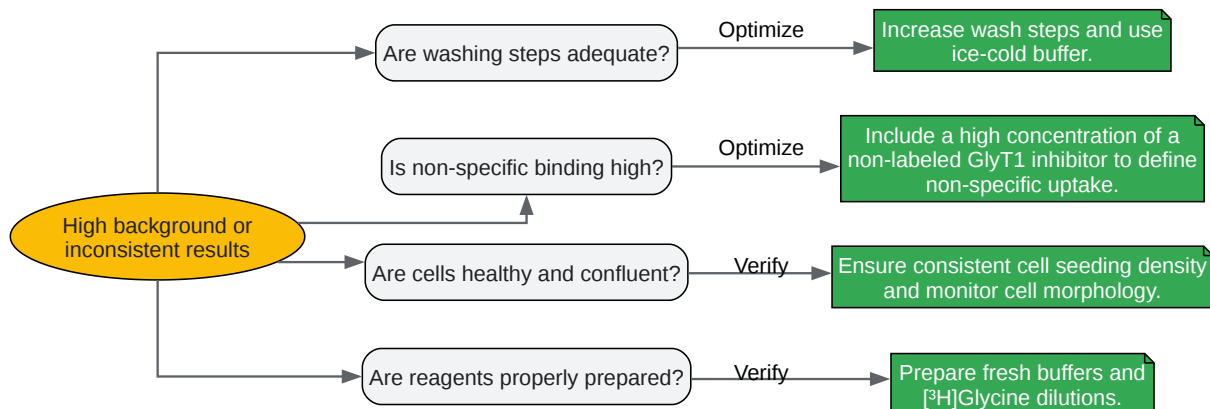 High background or
inconsistent results
Are washing steps adequate?
Optimize
Increase wash steps and use
ice-cold buffer.
Is non-specific binding high?
Optimize
Include a high concentration of a
non-labeled GlyT1 inhibitor to define
non-specific uptake.
Are cells healthy and confluent?
Verify
Ensure consistent cell seeding density
and monitor cell morphology.
Are reagents properly prepared?
Verify
Prepare fresh buffers and
[³H]Glycine dilutions.